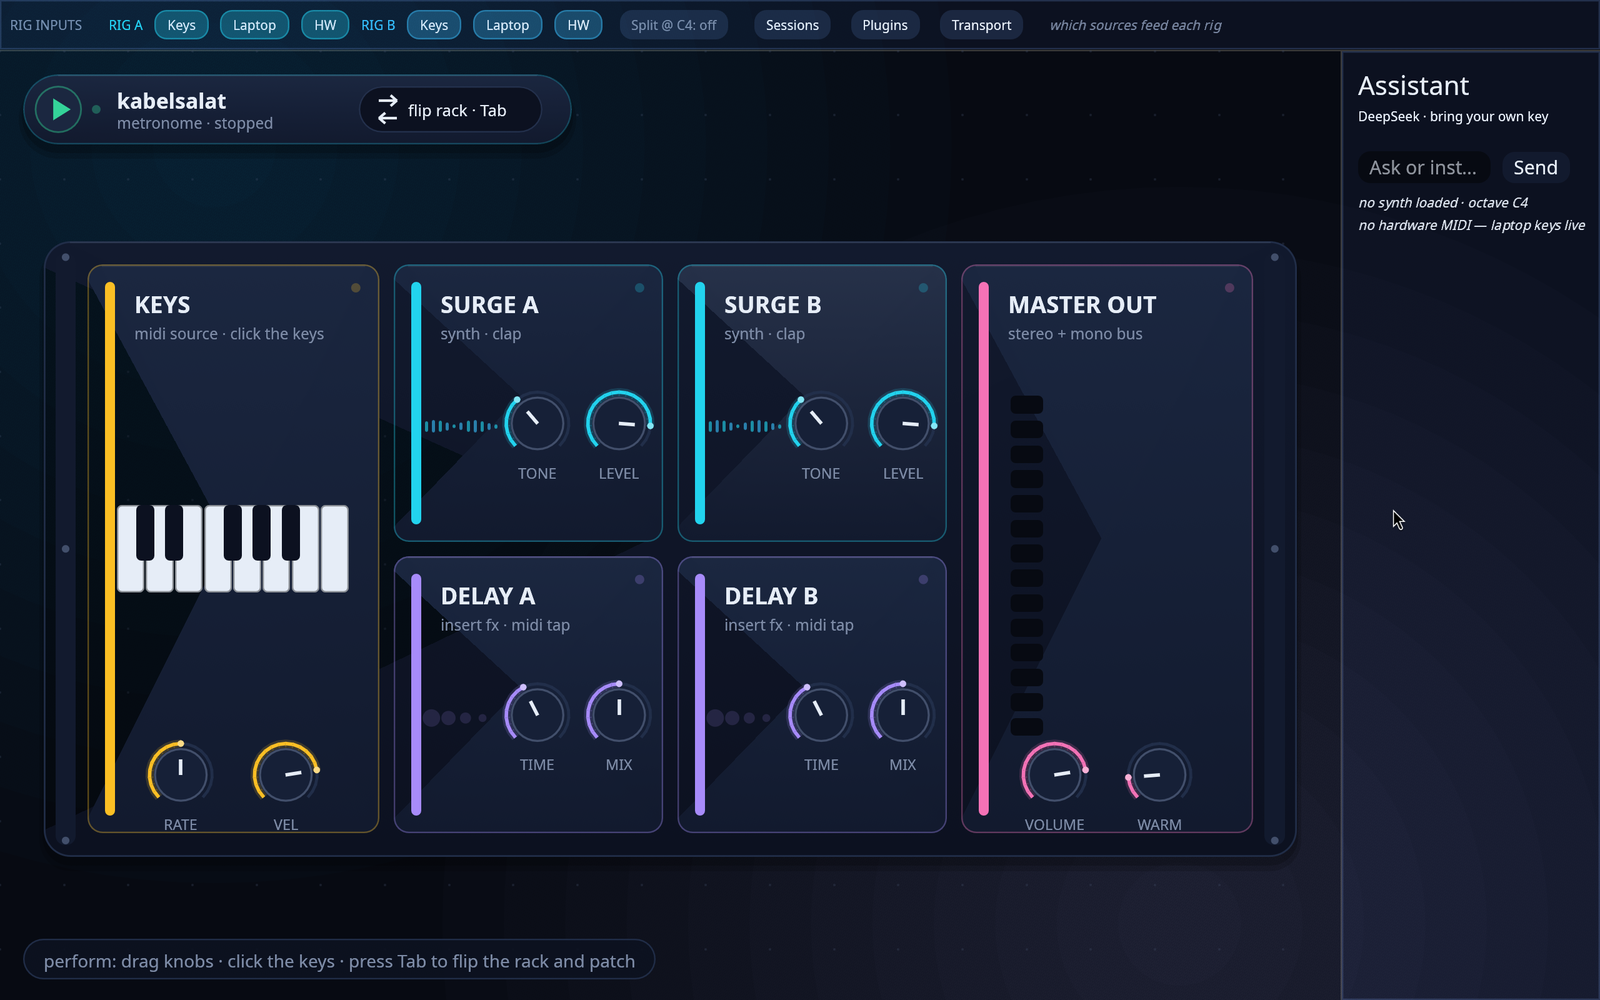 RIG INPUTS RIG A Keys Laptop HW RIG B Keys Laptop HW Split @ C4: off Sessions Plugins Transport which sources feed each rig
kabelsalat
metronome · stopped
flip rack · Tab
Assistant
DeepSeek · bring your own key
Ask or inst... Send
no synth loaded · octave C4
no hardware MIDI — laptop keys live
KEYS
midi source · click the keys
RATE VEL
SURGE A
synth · clap
TONE LEVEL
SURGE B
synth · clap
TONE LEVEL
DELAY A
insert fx · midi tap
TIME MIX
DELAY B
insert fx · midi tap
TIME MIX
MASTER OUT
stereo + mono bus
VOLUME WARM
perform: drag knobs · click the keys · press Tab to flip the rack and patch